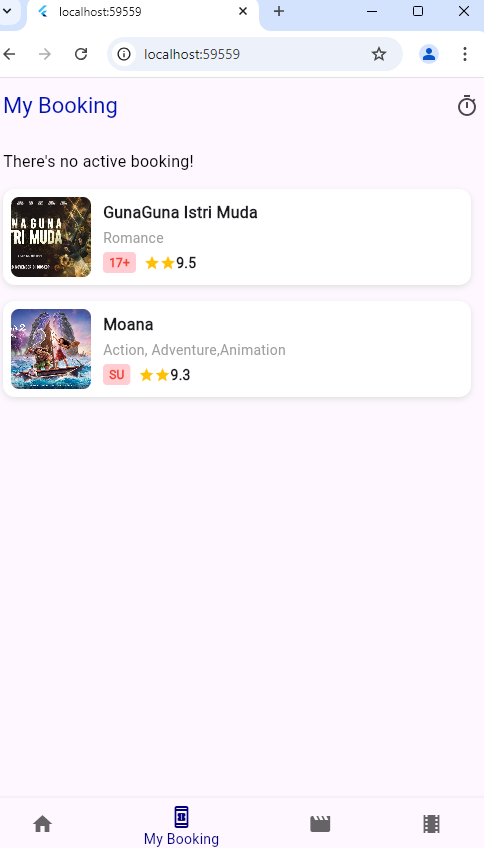 localhost:59559
localhost:59559
My Booking
There's no active booking!
NAGUNA
TRI MUDA
GunaGuna Istri Muda
Romance
17+ 9.5
Moana
Action, Adventure,Animation
SU 9.3
My Booking